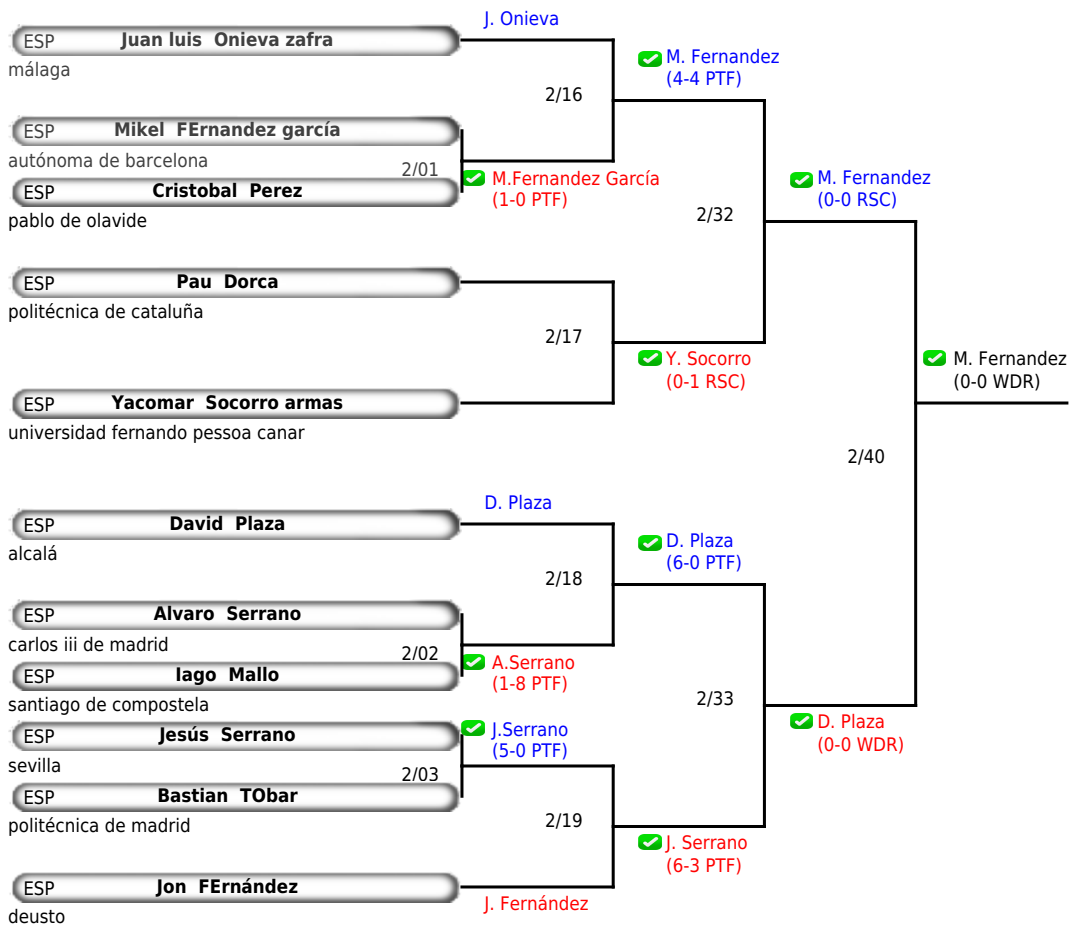 J. Onieva
ESP Juan luis Onieva zafra
málaga
M. Fernandez
(4-4 PTF)
2/16
ESP Mikel FErnandez garcía
autónoma de barcelona
2/01
M.Fernandez García
(1-0 PTF)
ESP Cristobal Perez
pablo de olavide
M. Fernandez
(0-0 RSC)
2/32
ESP Pau Dorca
politécnica de cataluña
2/17
Y. Socorro
(0-1 RSC)
M. Fernandez
(0-0 WDR)
ESP Yacomar Socorro armas
universidad fernando pessoa canar
2/40
D. Plaza
ESP David Plaza
alcalá
D. Plaza
(6-0 PTF)
2/18
ESP Alvaro Serrano
carlos iii de madrid
2/02
A.Serrano
(1-8 PTF)
ESP Iago Mallo
santiago de compostela
2/33
D. Plaza
(0-0 WDR)
ESP Jesús Serrano
sevilla
J.Serrano
(5-0 PTF)
2/03
ESP Bastian TObar
politécnica de madrid
2/19
J. Serrano
(6-3 PTF)
ESP Jon FErnández
deusto
J. Fernández